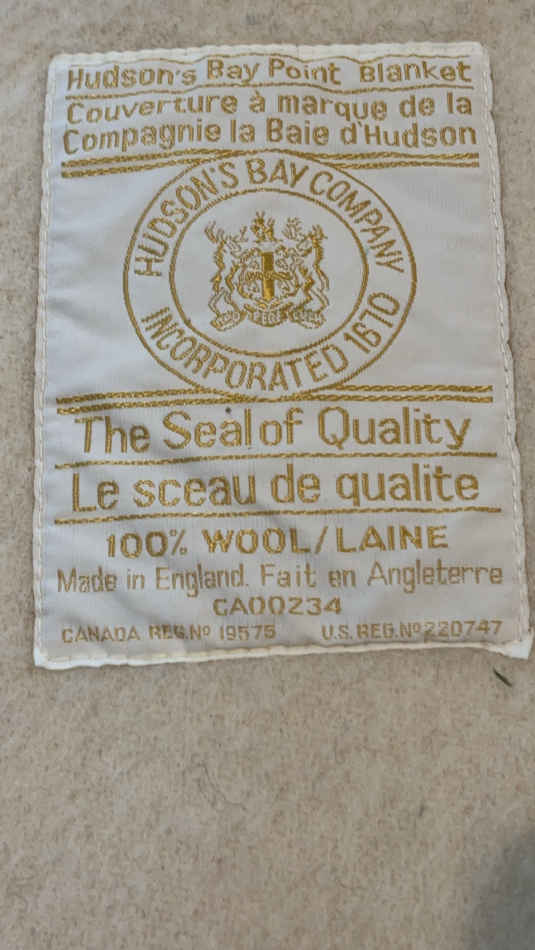 Hudson's Bay Point Blanket
Couverture à marque de la
Compagnie la Baie d'Hudson
HUDSON'S BAY COMPANY
INCORPORATED 1670
The Seal of Quality
Le sceau de qualite
100% WOOL/LAINE
Made in England. Fait en Angleterre
CA00234
CANADA REG.Nº 19575 U.S. REG.Nº 220747